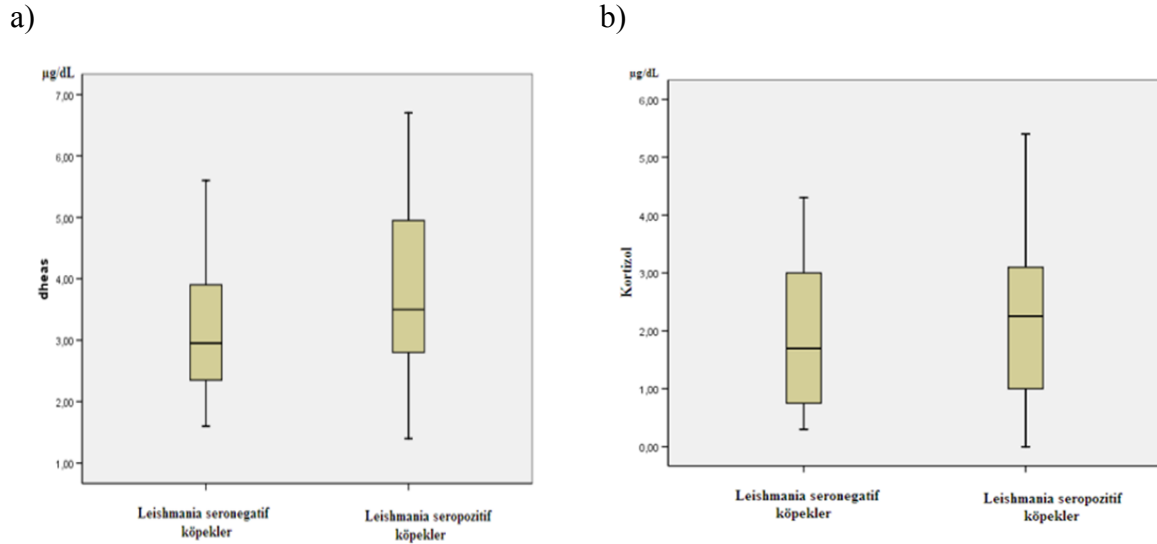 a)
b)
µg/dL
7,00
6,00
5,00
4,00
3,00
2,00
1,00
dheas
Leishmania seronegatif
köpekler
Leishmania seropozitif
köpekler
µg/dL
6,00
5,00
4,00
3,00
2,00
1,00
0,00
Kortizol
Leishmania seronegatif
köpekler
Leishmania seropozitif
köpekler